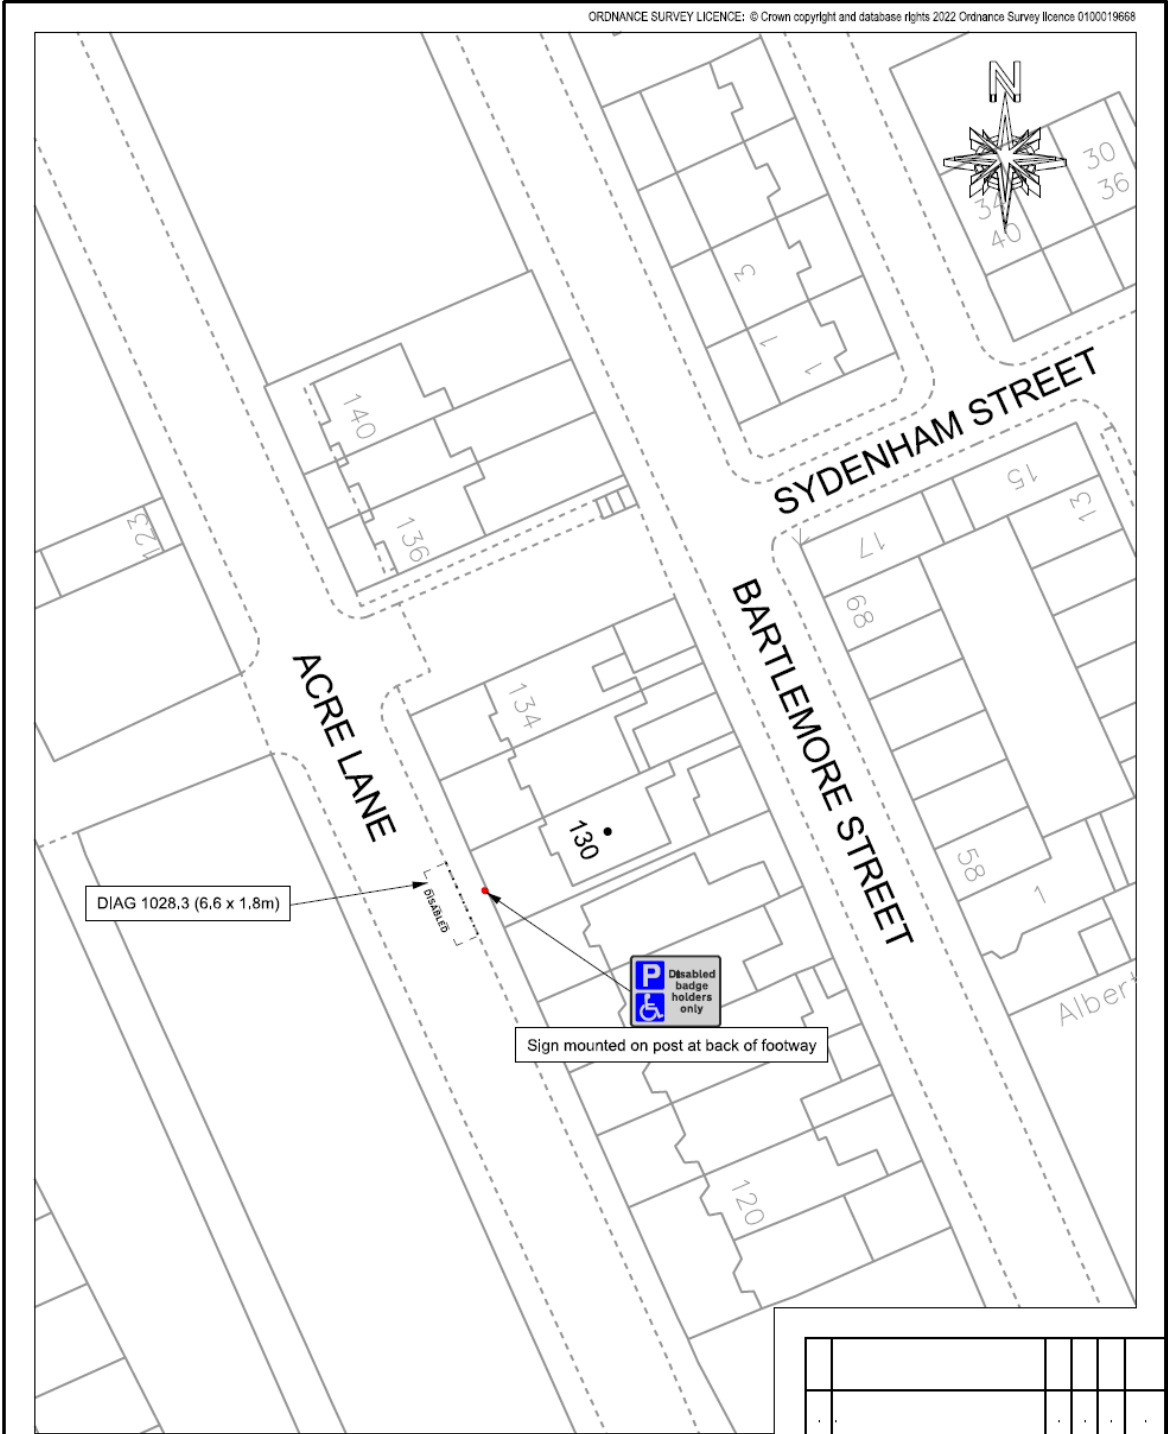 ORDNANCE SURVEY LICENCE: © Crown copyright and database rights 2022 Ordnance Survey licence 0100019668
N
30
36
34
40
3
1
1
SYDENHAM STREET
140
136
123
15
13
17
68
BARTLEMORE STREET
ACRE LANE
134
130
58
1
DIAG 1028.3 (6.6 x 1.8m)
DISABLED
P
Disabled
badge
holders
only
Albert
Sign mounted on post at back of footway
120